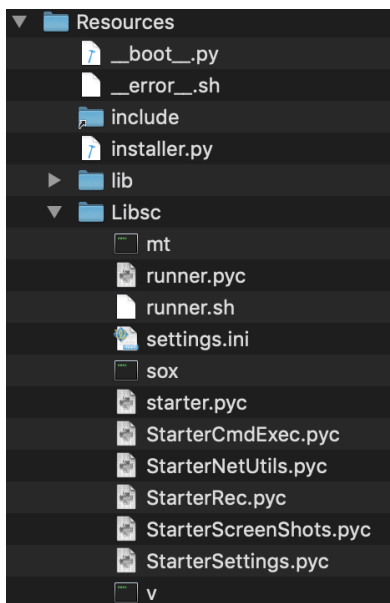 Resources
__boot__.py
__error__.sh
include
installer.py
lib
Libsc
mt
runner.pyc
runner.sh
settings.ini
sox
starter.pyc
StarterCmdExec.pyc
StarterNetUtils.pyc
StarterRec.pyc
StarterScreenShots.pyc
StarterSettings.pyc
v